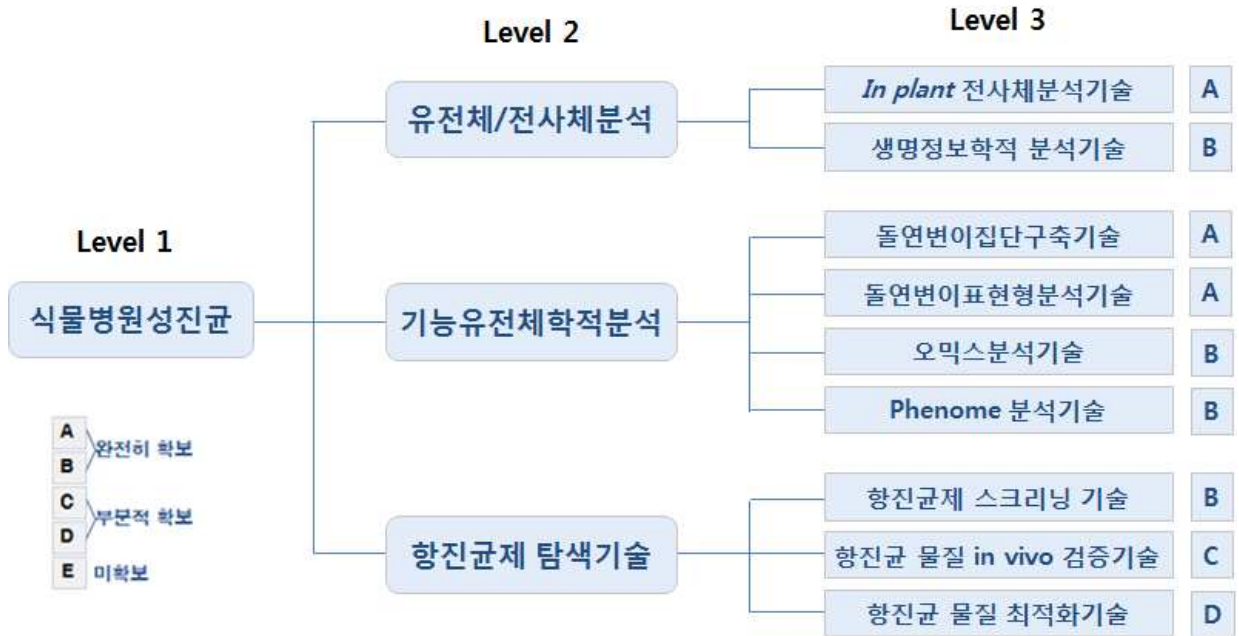 Level 1
Level 2
Level 3
식물병원성진균
유전체/전사체분석
In plant 전사체분석기술 A
생명정보학적 분석기술 B
기능유전체학적분석
돌연변이집단구축기술 A
돌연변이표현형분석기술 A
오믹스분석기술 B
Phenome 분석기술 B
항진균제 탐색기술
항진균제 스크리닝 기술 B
항진균 물질 in vivo 검증기술 C
항진균 물질 최적화기술 D
A
B
완전히 확보
C
D
부분적 확보
E 미확보